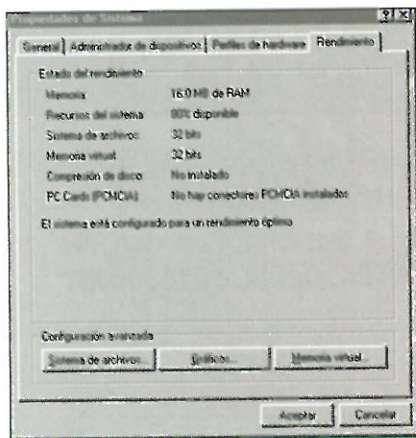 Propiedades de Sistema
General Administrador de dispositivos Perfiles de hardware Rendimiento
Estado del rendimiento
Memoria 16.0 MB de RAM
Recursos del sistema 80% disponible
Sistema de archivos 32 bits
Memoria virtual 32 bits
Compresión de disco No instalado
PC Cards (PCMCIA): No hay conectores PCMCIA instalados
El sistema está configurado para un rendimiento óptimo
Configuración avanzada
Sistema de archivos... Gráficos... Memoria virtual...
Aceptar Cancelar